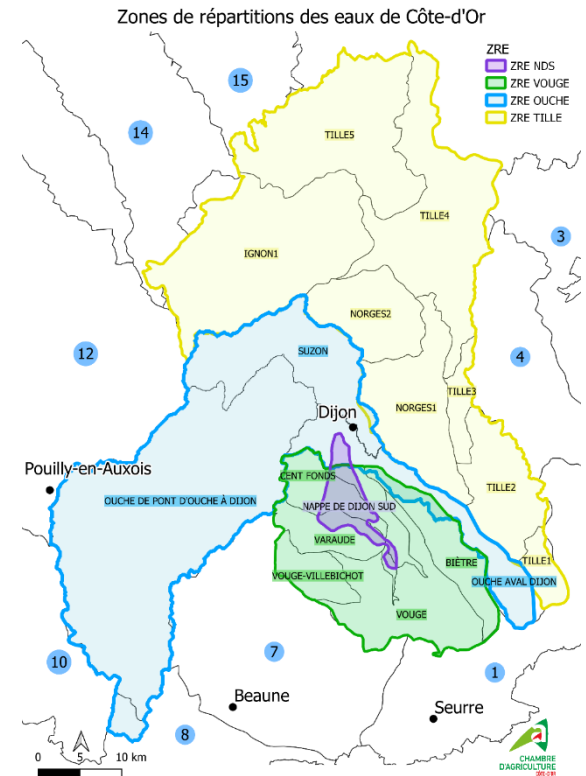 Zones de répartitions des eaux de Côte-d'Or
ZRE
ZRE NDS
ZRE VOUGE
ZRE OUCHE
ZRE TILLE
15
14
TILLE5
TILLE4
3
IGNON1
NORGES2
12
SUZON
4
TILLE3
NORGES1
Dijon
Pouilly-en-Auxois
CENT FONDS
TILLE2
OUCHE DE PONT D'OUCHE À DIJON
NAPPE DE DIJON SUD
VARAUDE
TILLE1
BIÈTRE
VOUGE-VILLEBICHOT
OUCHE AVAL DIJON
VOUGE
7
10
1
Beaune
Seurre
8
0 5 10 km
CHAMBRE
D'AGRICULTURE
CÔTE-D'OR